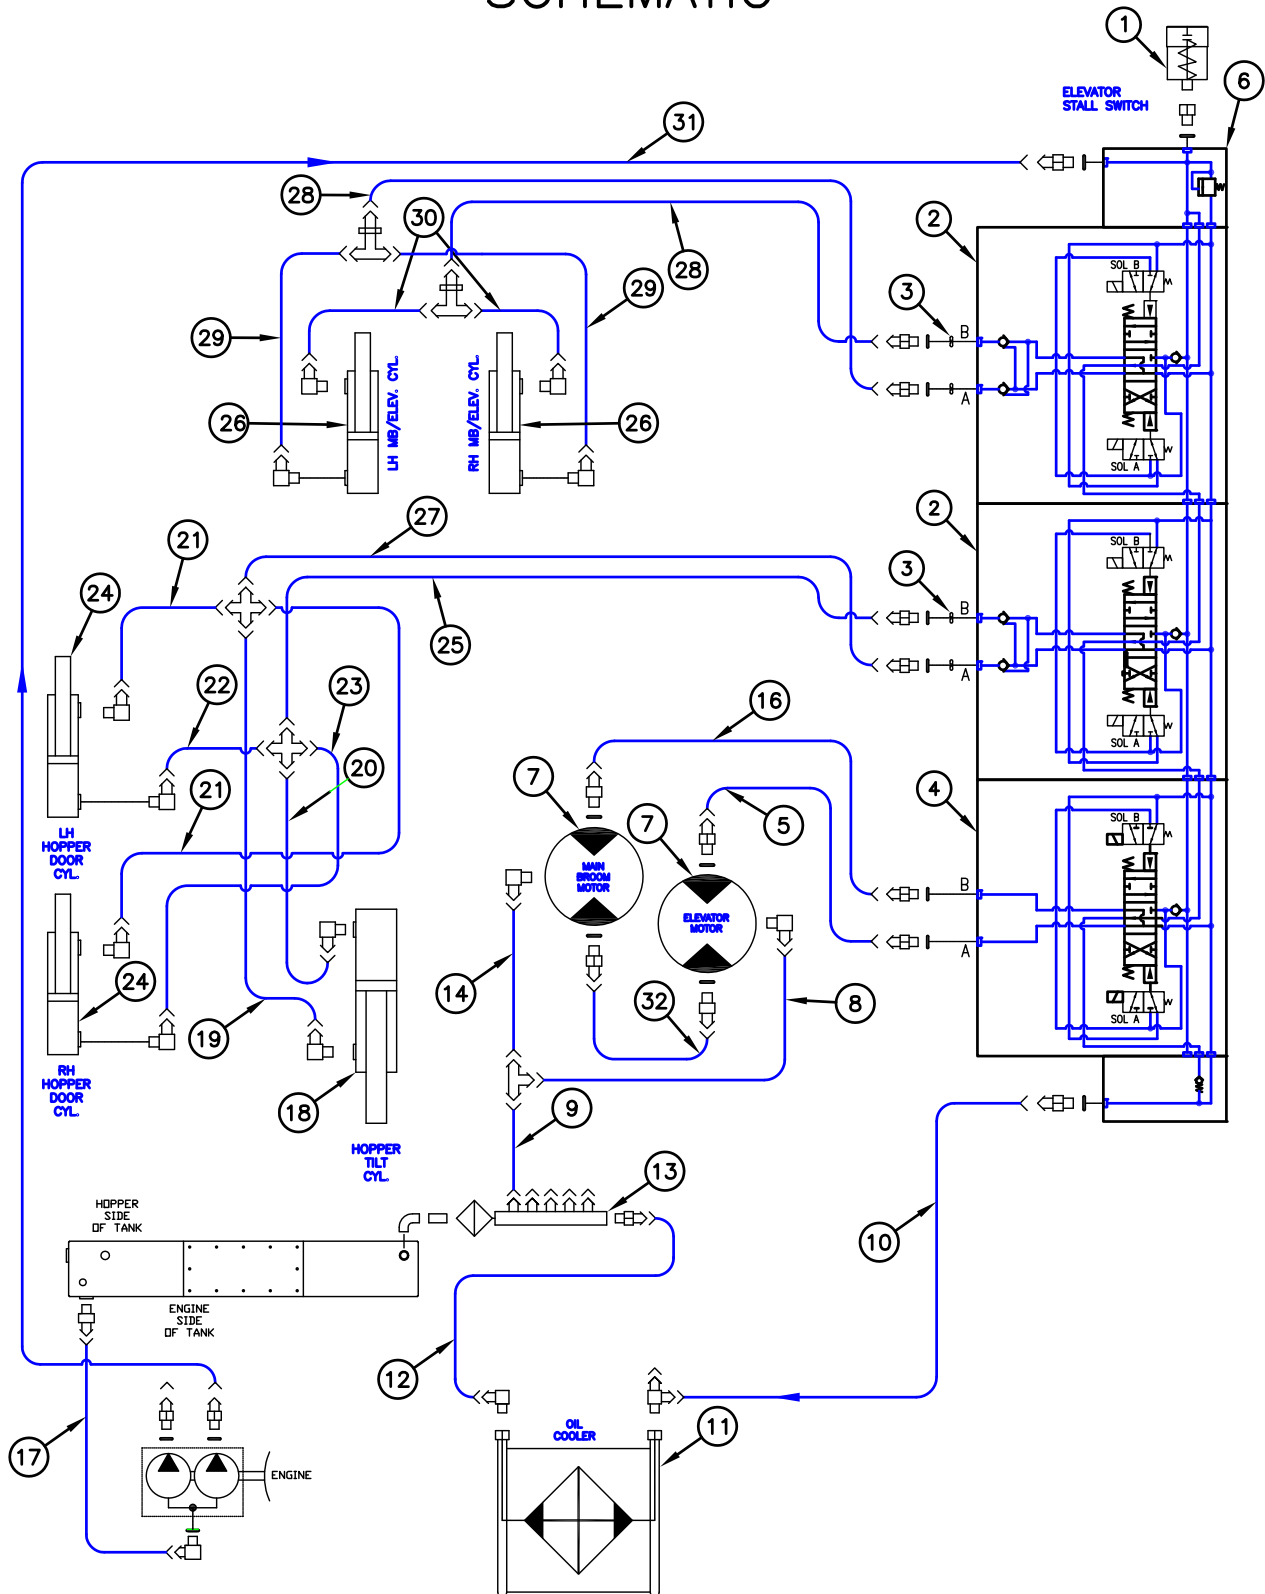 SCHEMATIC
1
ELEVATOR
STALL SWITCH
6
31
28
30
2
28
29
3
B
29
A
SOL B
SOL A
LH MB/ELEV. CYL.
RH MB/ELEV. CYL.
26
26
27
2
21
3
SOL B
24
B
25
A
22
23
16
SOL A
20
7
4
21
7
5
SOL B
LH
HOPPER
DOOR
CYL.
MAIN
BROOM
MOTOR
B
ELEVATOR
MOTOR
A
24
14
32
8
SOL A
19
RH
HOPPER
DOOR
CYL.
18
9
HOPPER
TILT
CYL.
13
HOPPER
SIDE
OF TANK
10
ENGINE
SIDE
OF TANK
12
OIL
COOLER
11
17
ENGINE